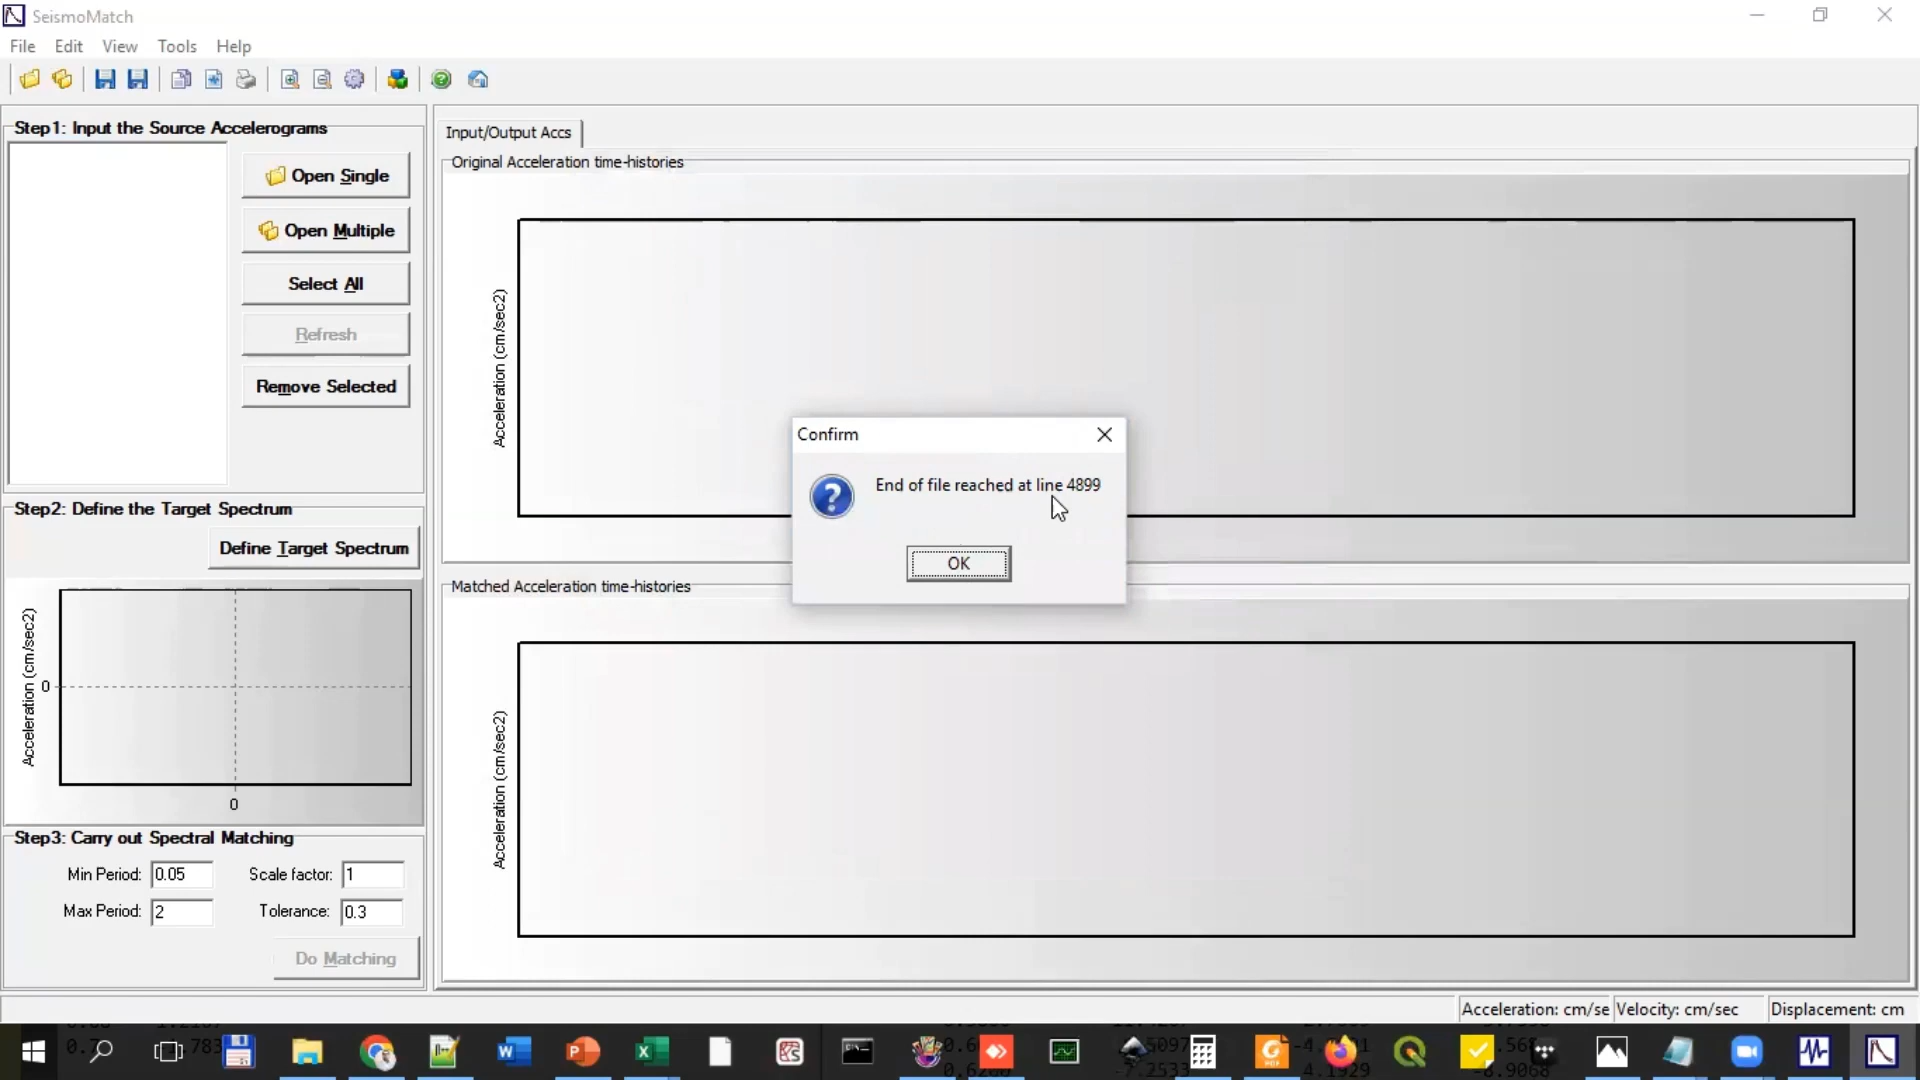 SeismoMatch
File Edit View Tools Help
Step1: Input the Source Accelerograms
Open Single
Open Multiple
Select All
Refresh
Remove Selected
Step2: Define the Target Spectrum
Define Target Spectrum
Acceleration (cm/sec2)
0
0
Step3: Carry out Spectral Matching
Min Period: 0.05 Scale factor: 1
Max Period: 2 Tolerance: 0.3
Do Matching
Input/Output Accs
Original Acceleration time-histories
Acceleration (cm/sec2)
Confirm
End of file reached at line 4899
OK
Matched Acceleration time-histories
Acceleration (cm/sec2)
Acceleration: cm/se Velocity: cm/sec Displacement: cm